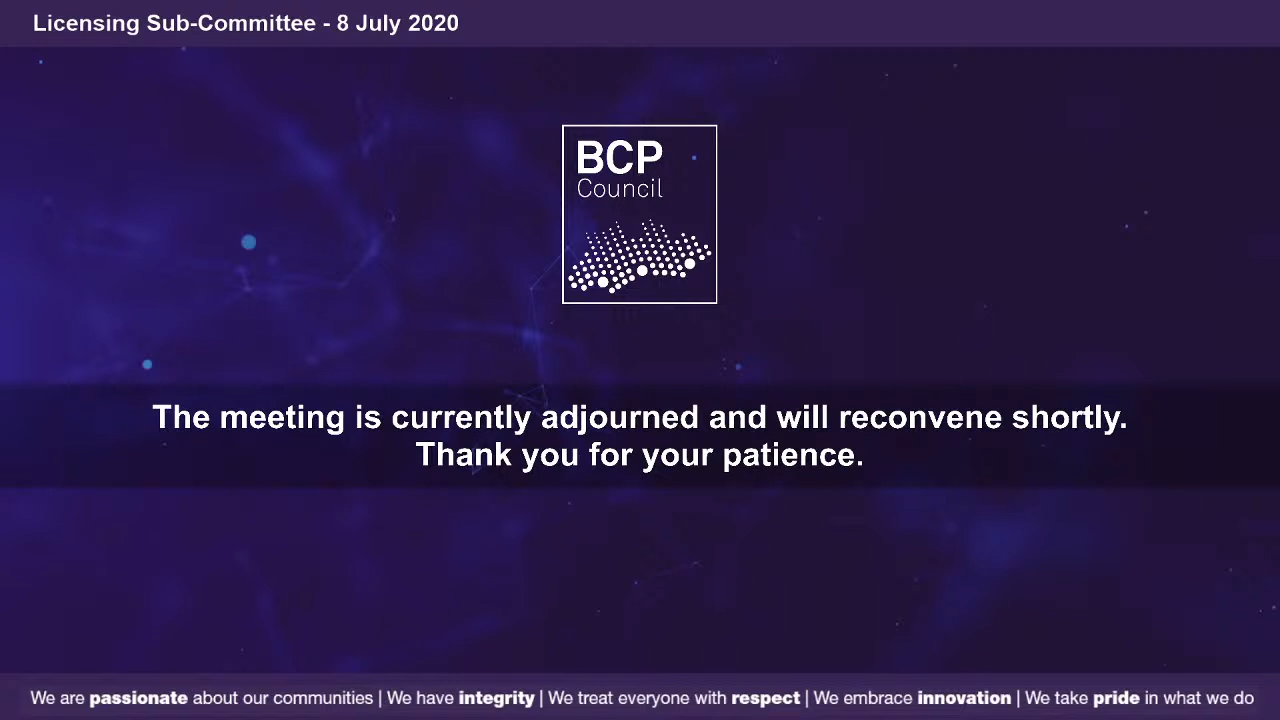 Licensing Sub-Committee - 8 July 2020
BCP
Council
The meeting is currently adjourned and will reconvene shortly.
Thank you for your patience.
We are passionate about our communities | We have integrity | We treat everyone with respect | We embrace innovation | We take pride in what we do